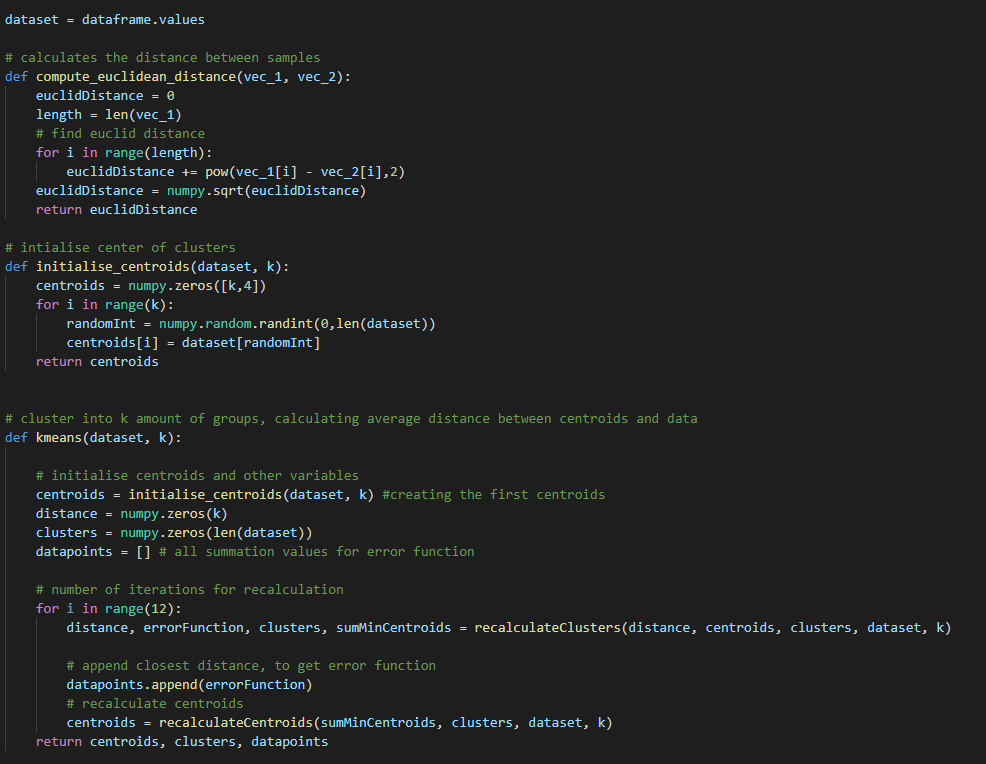 dataset = dataframe.values
# calculates the distance between samples
def compute_euclidean_distance(vec_1, vec_2):
    euclidDistance = 0
    length = len(vec_1)
    # find euclid distance
    for i in range(length):
        euclidDistance += pow(vec_1[i] - vec_2[i],2)
    euclidDistance = numpy.sqrt(euclidDistance)
    return euclidDistance
# intialise center of clusters
def initialise_centroids(dataset, k):
    centroids = numpy.zeros([k,4])
    for i in range(k):
        randomInt = numpy.random.randint(0,len(dataset))
        centroids[i] = dataset[randomInt]
    return centroids
# cluster into k amount of groups, calculating average distance between centroids and data
def kmeans(dataset, k):
    # initialise centroids and other variables
    centroids = initialise_centroids(dataset, k) #creating the first centroids
    distance = numpy.zeros(k)
    clusters = numpy.zeros(len(dataset))
    datapoints = [] # all summation values for error function
    # number of iterations for recalculation
    for i in range(12):
        distance, errorFunction, clusters, sumMinCentroids = recalculateClusters(distance, centroids, clusters, dataset, k)
        # append closest distance, to get error function
        datapoints.append(errorFunction)
        # recalculate centroids
        centroids = recalculateCentroids(sumMinCentroids, clusters, dataset, k)
    return centroids, clusters, datapoints